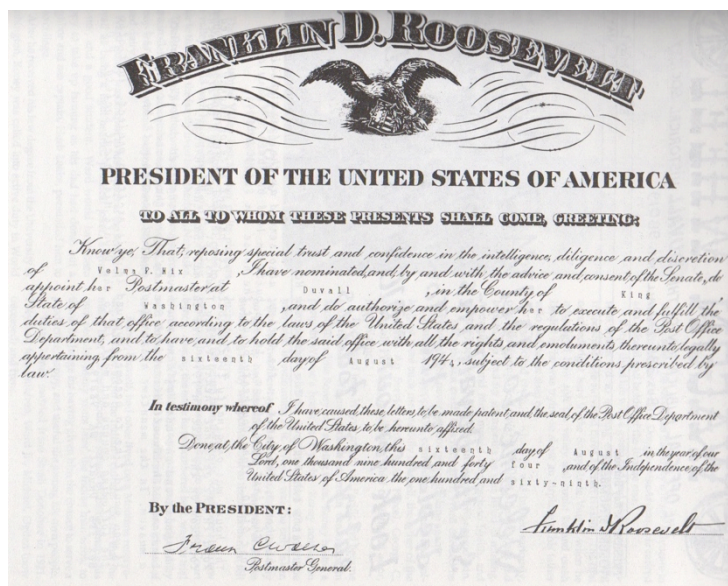 FRANKLIN D. ROOSEVELT
PRESIDENT OF THE UNITED STATES OF AMERICA
TO ALL TO WHOM THESE PRESENTS SHALL COME, GREETING:
Know ye, That, reposing special trust and confidence in the intelligence, diligence and discretion
of Velma F. Rix , I have nominated, and, by and with the advice and consent of the Senate, do
appoint her Postmaster at Duvall , in the County of King
State of Washington , and do authorize and empower her to execute and fulfill the
duties of that office according to the laws of the United States and the regulations of the Post Office
Department, and to have and to hold the said office with all the rights and emoluments thereunto legally
appertaining, from the sixteenth day of August 194 , subject to the conditions prescribed by
law.
In testimony whereof I have caused these letters to be made patent, and the seal of the Post Office Department
of the United States to be hereunto affixed.
Done at the City of Washington this sixteenth day of August in the year of our
Lord, one thousand nine hundred and forty four , and of the Independence of the
United States of America the one hundred and sixty-ninth.
By the PRESIDENT:
Franklin D Roosevelt
Frank C Walker
Postmaster General.